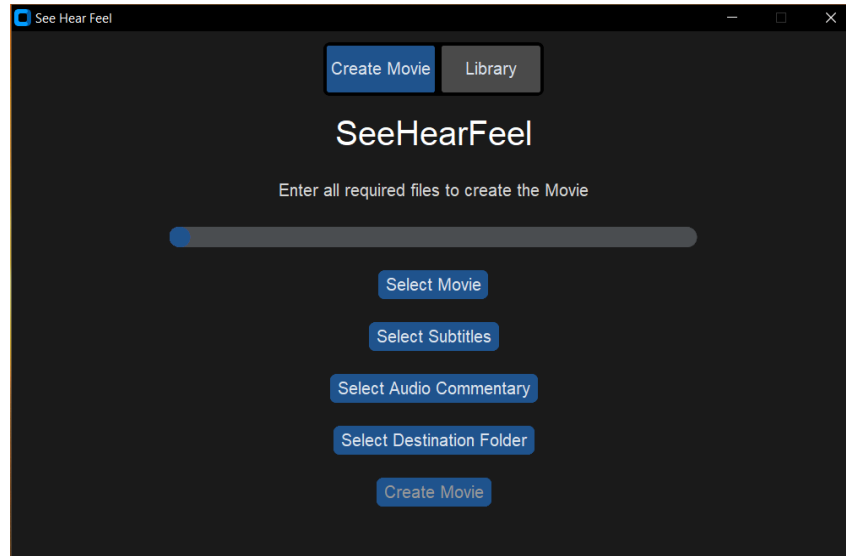 See Hear Feel
Create Movie Library
SeeHearFeel
Enter all required files to create the Movie
Select Movie
Select Subtitles
Select Audio Commentary
Select Destination Folder
Create Movie